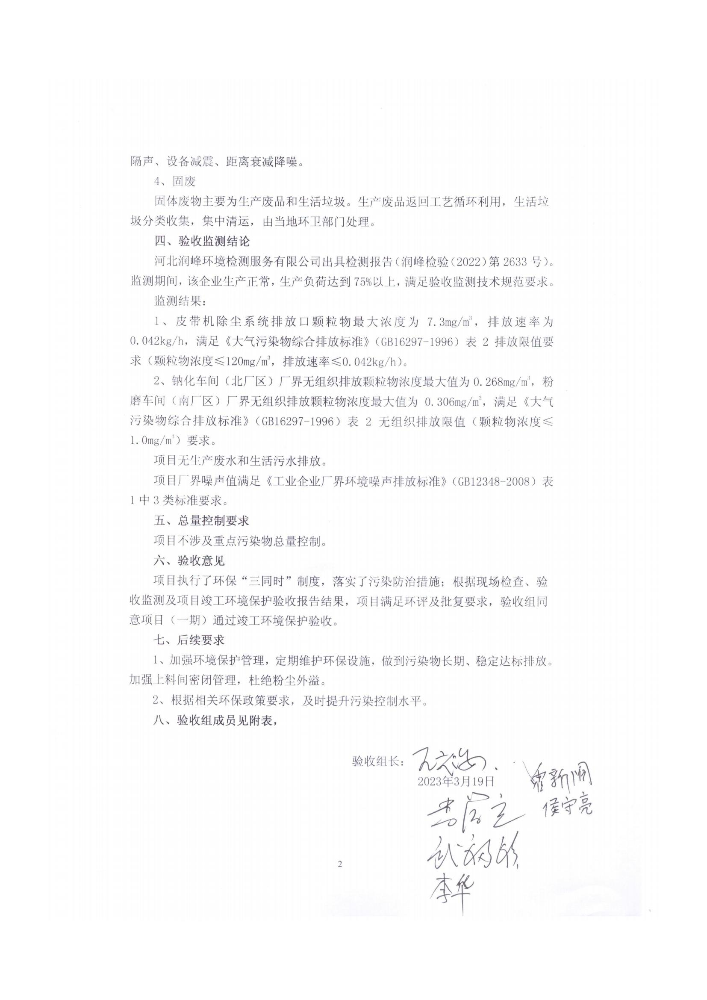 隔声、设备减震、距离衰减降噪。
4、固废
固体废物主要为生产废品和生活垃圾。生产废品返回工艺循环利用，生活垃
圾分类收集，集中清运，由当地环卫部门处理。
四、验收监测结论
河北润峰环境检测服务有限公司出具检测报告（润峰检验（2022）第 2633 号）。
监测期间，该企业生产正常，生产负荷达到 75%以上，满足验收监测技术规范要求。
监测结果：
1、皮带机除尘系统排放口颗粒物最大浓度为 7.3mg/m³，排放速率为
0.042kg/h，满足《大气污染物综合排放标准》（GB16297-1996）表 2 排放限值要
求（颗粒物浓度≤120mg/m³，排放速率≤0.042kg/h）。
2、钠化车间（北厂区）厂界无组织排放颗粒物浓度最大值为 0.268mg/m³，粉
磨车间（南厂区）厂界无组织排放颗粒物浓度最大值为 0.306mg/m³，满足《大气
污染物综合排放标准》（GB16297-1996）表 2 无组织排放限值（颗粒物浓度≤
1.0mg/m³）要求。
项目无生产废水和生活污水排放。
项目厂界噪声值满足《工业企业厂界环境噪声排放标准》（GB12348-2008）表
1 中 3 类标准要求。
五、总量控制要求
项目不涉及重点污染物总量控制。
六、验收意见
项目执行了环保“三同时”制度，落实了污染防治措施；根据现场检查、验
收监测及项目竣工环境保护验收报告结果，项目满足环评及批复要求，验收组同
意项目（一期）通过竣工环境保护验收。
七、后续要求
1、加强环境保护管理，定期维护环保设施，做到污染物长期、稳定达标排放。
加强上料间密闭管理，杜绝粉尘外溢。
2、根据相关环保政策要求，及时提升污染控制水平。
八、验收组成员见附表，
验收组长：
2023年3月19日
侯守亮
李华
2